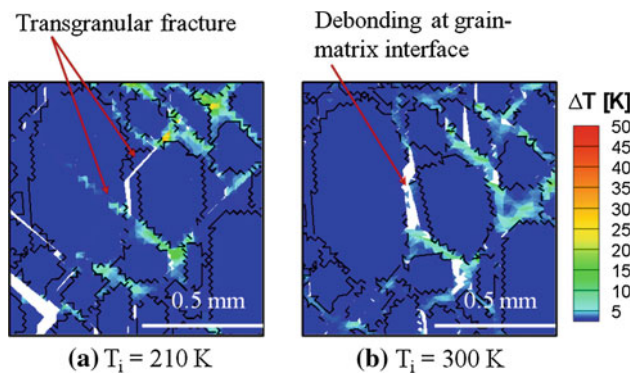 Transgranular fracture
Debonding at grain-
matrix interface
ΔT [K]
50
45
40
35
30
25
20
15
10
5
0.5 mm
0.5 mm
(a) Ti = 210 K
(b) Ti = 300 K